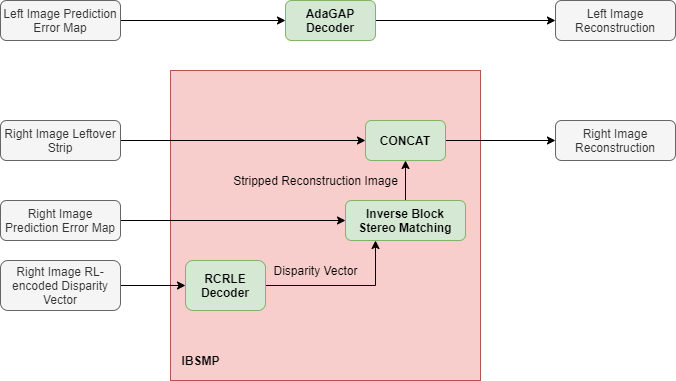 Left Image Prediction
Error Map
AdaGAP
Decoder
Left Image
Reconstruction
Right Image Leftover
Strip
CONCAT
Right Image
Reconstruction
Stripped Reconstruction Image
Right Image
Prediction Error Map
Inverse Block
Stereo Matching
Right Image RL-
encoded Disparity
Vector
RCRLE
Decoder
Disparity Vector
IBSMP